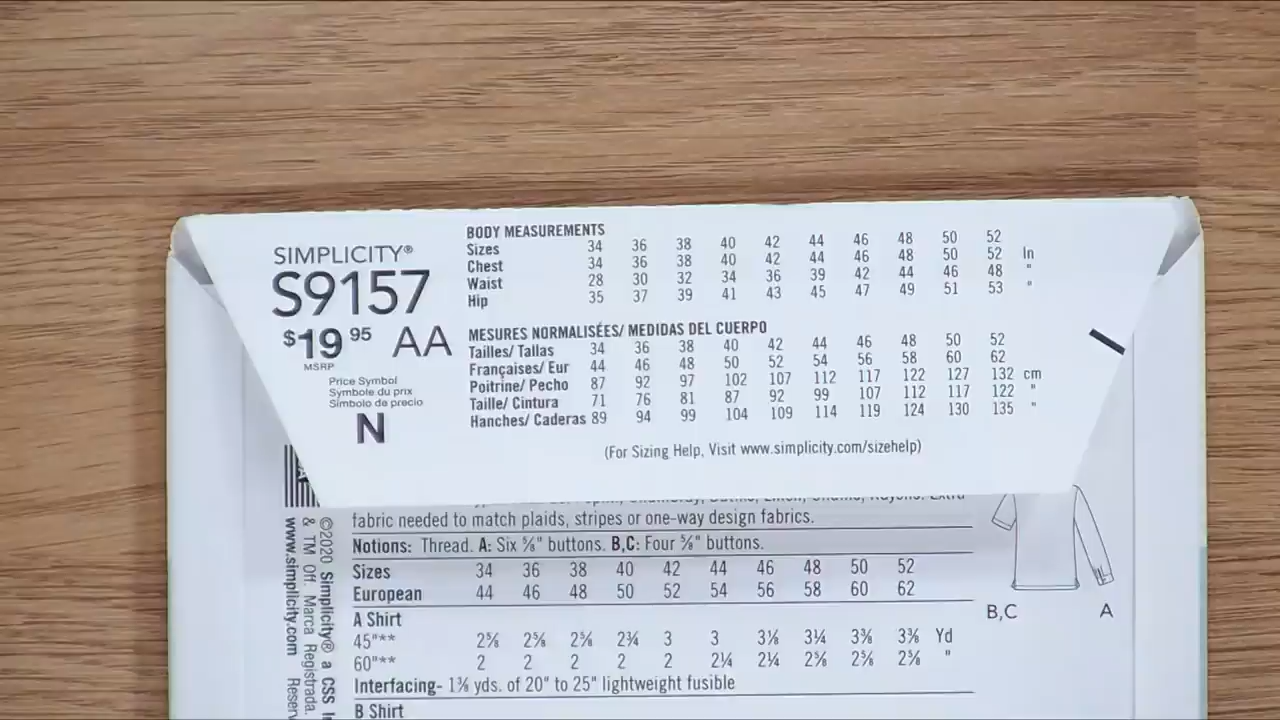 SIMPLICITY®
S9157
$19 95 AA
MSRP
Price Symbol
Symbole du prix
Símbolo de precio
N
BODY MEASUREMENTS
Sizes 34 36 38 40 42 44 46 48 50 52
Chest 34 36 38 40 42 44 46 48 50 52 In
Waist 28 30 32 34 36 39 42 44 46 48 "
Hip 35 37 39 41 43 45 47 49 51 53 "
MESURES NORMALISÉES/ MEDIDAS DEL CUERPO
Tailles/ Tallas 34 36 38 40 42 44 46 48 50 52
Françaises/ Eur 44 46 48 50 52 54 56 58 60 62
Poitrine/ Pecho 87 92 97 102 107 112 117 122 127 132 cm
Taille/ Cintura 71 76 81 87 92 99 107 112 117 122 "
Hanches/ Caderas 89 94 99 104 109 114 119 124 130 135 "
(For Sizing Help, Visit www.simplicity.com/sizehelp)
fabric needed to match plaids, stripes or one-way design fabrics.
Notions: Thread. A: Six ⅝" buttons. B,C: Four ⅝" buttons.
Sizes 34 36 38 40 42 44 46 48 50 52
European 44 46 48 50 52 54 56 58 60 62
A Shirt
45"** 2⅝ 2⅝ 2⅝ 2¾ 3 3 3⅛ 3¼ 3⅜ 3⅜ Yd
60"** 2 2 2 2 2 2¼ 2¼ 2⅝ 2⅝ 2⅝ "
Interfacing- 1⅜ yds. of 20" to 25" lightweight fusible
B Shirt
B,C
A
©2020 Simplicity® a CSS
& TM Off. Marca Registrada.
www.simplicity.com